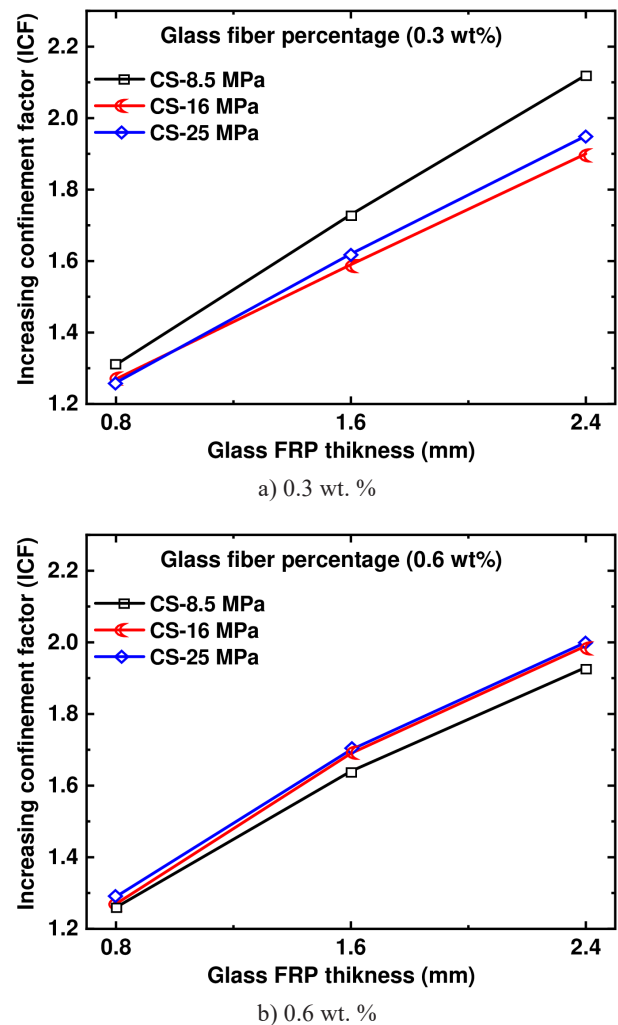 Glass fiber percentage (0.3 wt%)
CS-8.5 MPa
CS-16 MPa
CS-25 MPa
Increasing confinement factor (ICF)
2.2
2.0
1.8
1.6
1.4
1.2
0.8 1.6 2.4
Glass FRP thikness (mm)
a) 0.3 wt. %
Glass fiber percentage (0.6 wt%)
CS-8.5 MPa
CS-16 MPa
CS-25 MPa
Increasing confinement factor (ICF)
2.2
2.0
1.8
1.6
1.4
1.2
0.8 1.6 2.4
Glass FRP thikness (mm)
b) 0.6 wt. %